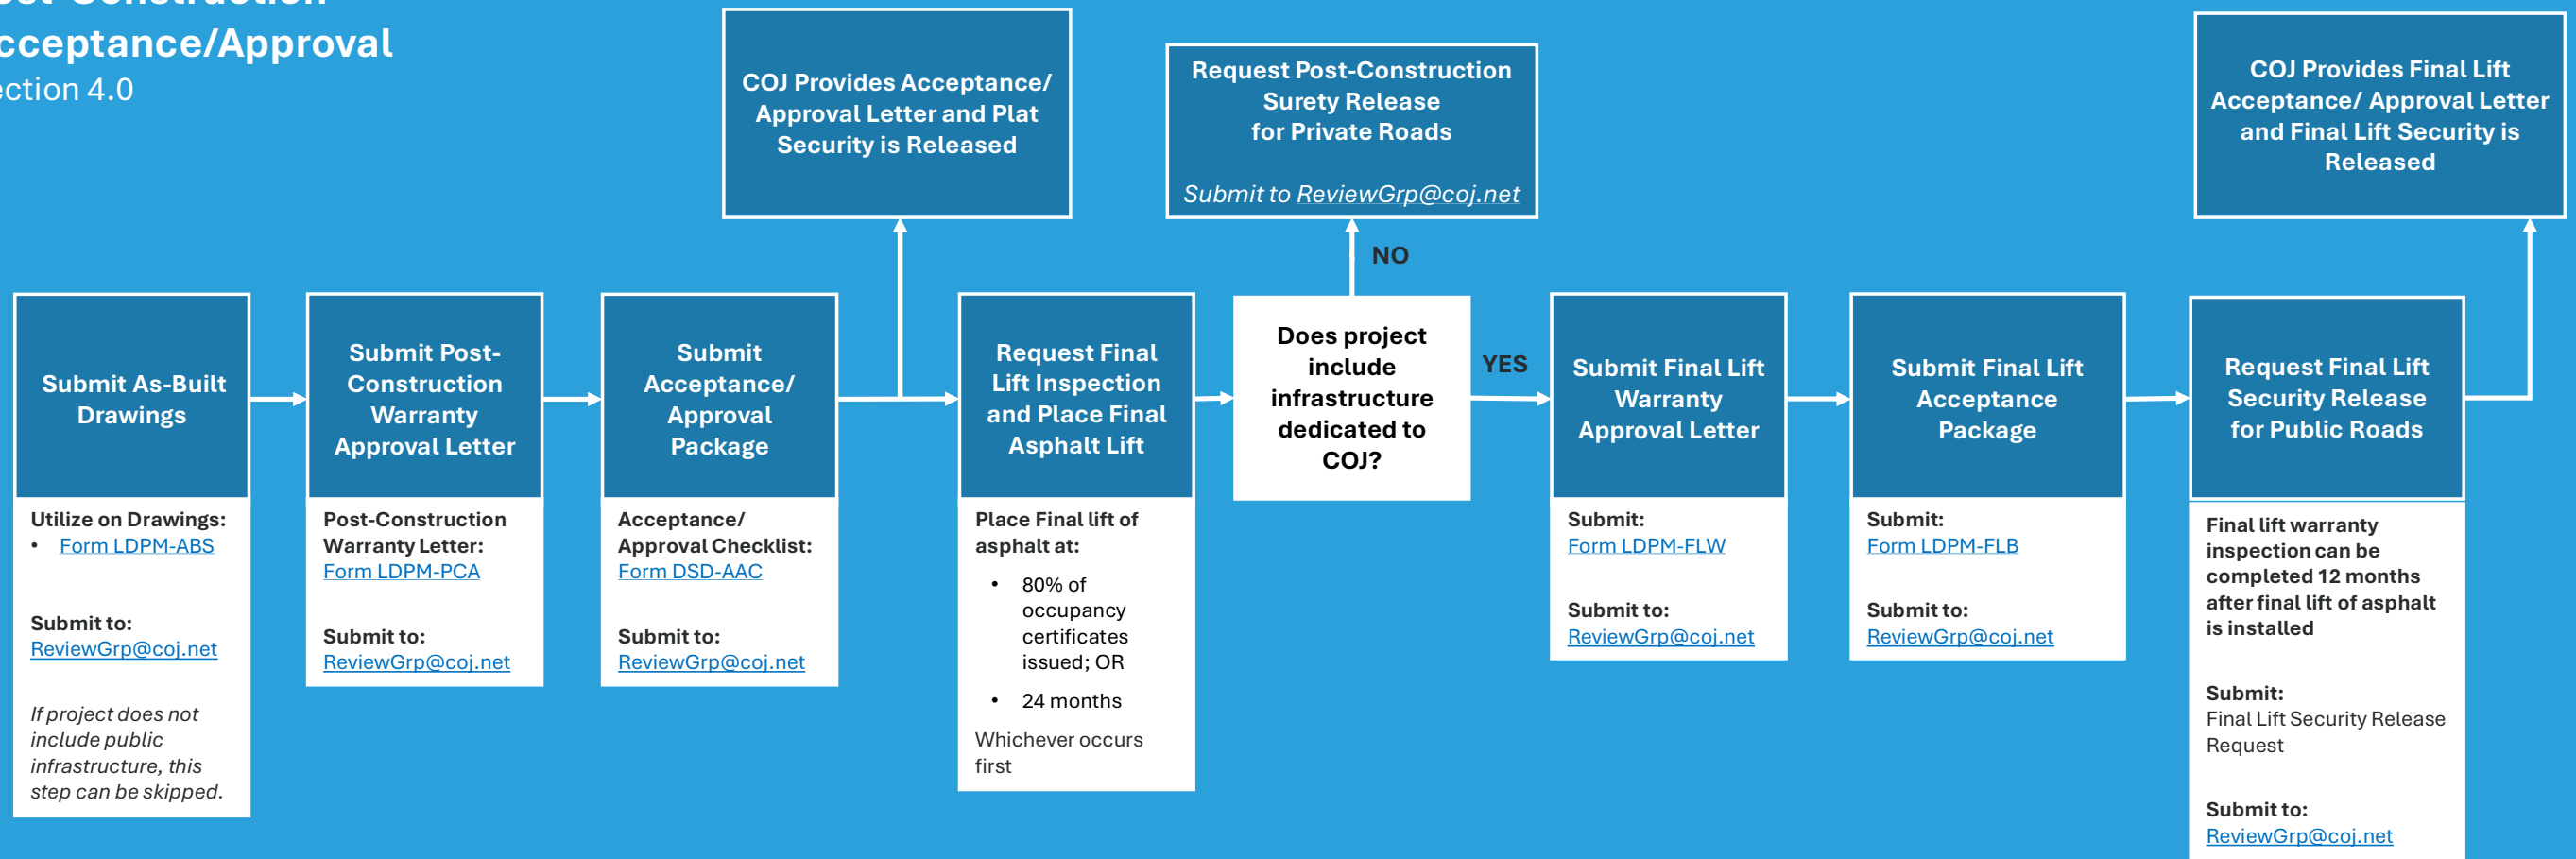 ost-Construction
cceptance/Approval
ection 4.0
COJ Provides Acceptance/
Approval Letter and Plat
Security is Released
Request Post-Construction
Surety Release
for Private Roads
Submit to ReviewGrp@coj.net
COJ Provides Final Lift
Acceptance/ Approval Letter
and Final Lift Security is
Released
NO
Submit As-Built
Drawings
Utilize on Drawings:
• Form LDPM-ABS
Submit to:
ReviewGrp@coj.net
If project does not
include public
infrastructure, this
step can be skipped.
Submit Post-
Construction
Warranty
Approval Letter
Post-Construction
Warranty Letter:
Form LDPM-PCA
Submit to:
ReviewGrp@coj.net
Submit
Acceptance/
Approval
Package
Acceptance/
Approval Checklist:
Form DSD-AAC
Submit to:
ReviewGrp@coj.net
Request Final
Lift Inspection
and Place Final
Asphalt Lift
Place Final lift of
asphalt at:
• 80% of
occupancy
certificates
issued; OR
• 24 months
Whichever occurs
first
Does project
include
infrastructure
dedicated to
COJ?
YES
Submit Final Lift
Warranty
Approval Letter
Submit:
Form LDPM-FLW
Submit to:
ReviewGrp@coj.net
Submit Final Lift
Acceptance
Package
Submit:
Form LDPM-FLB
Submit to:
ReviewGrp@coj.net
Request Final Lift
Security Release
for Public Roads
Final lift warranty
inspection can be
completed 12 months
after final lift of asphalt
is installed
Submit:
Final Lift Security Release
Request
Submit to:
ReviewGrp@coj.net